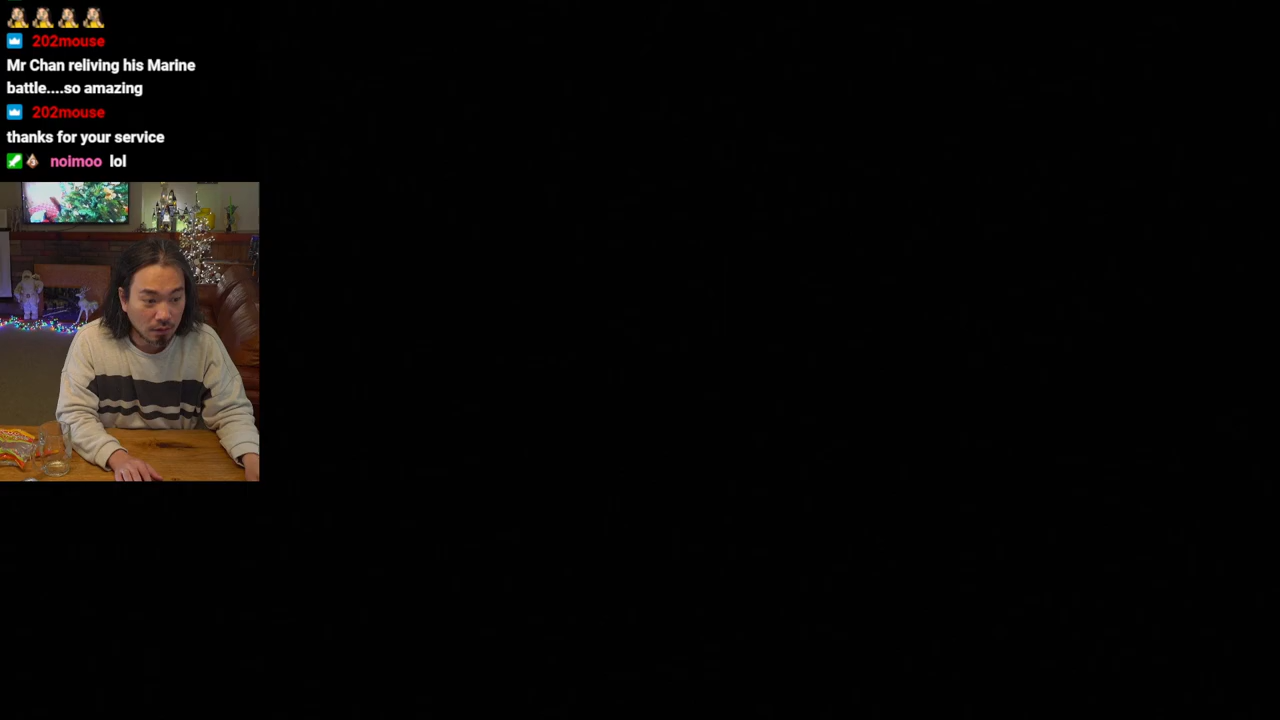 202mouse
Mr Chan reliving his Marine
battle....so amazing
202mouse
thanks for your service
noimoo lol